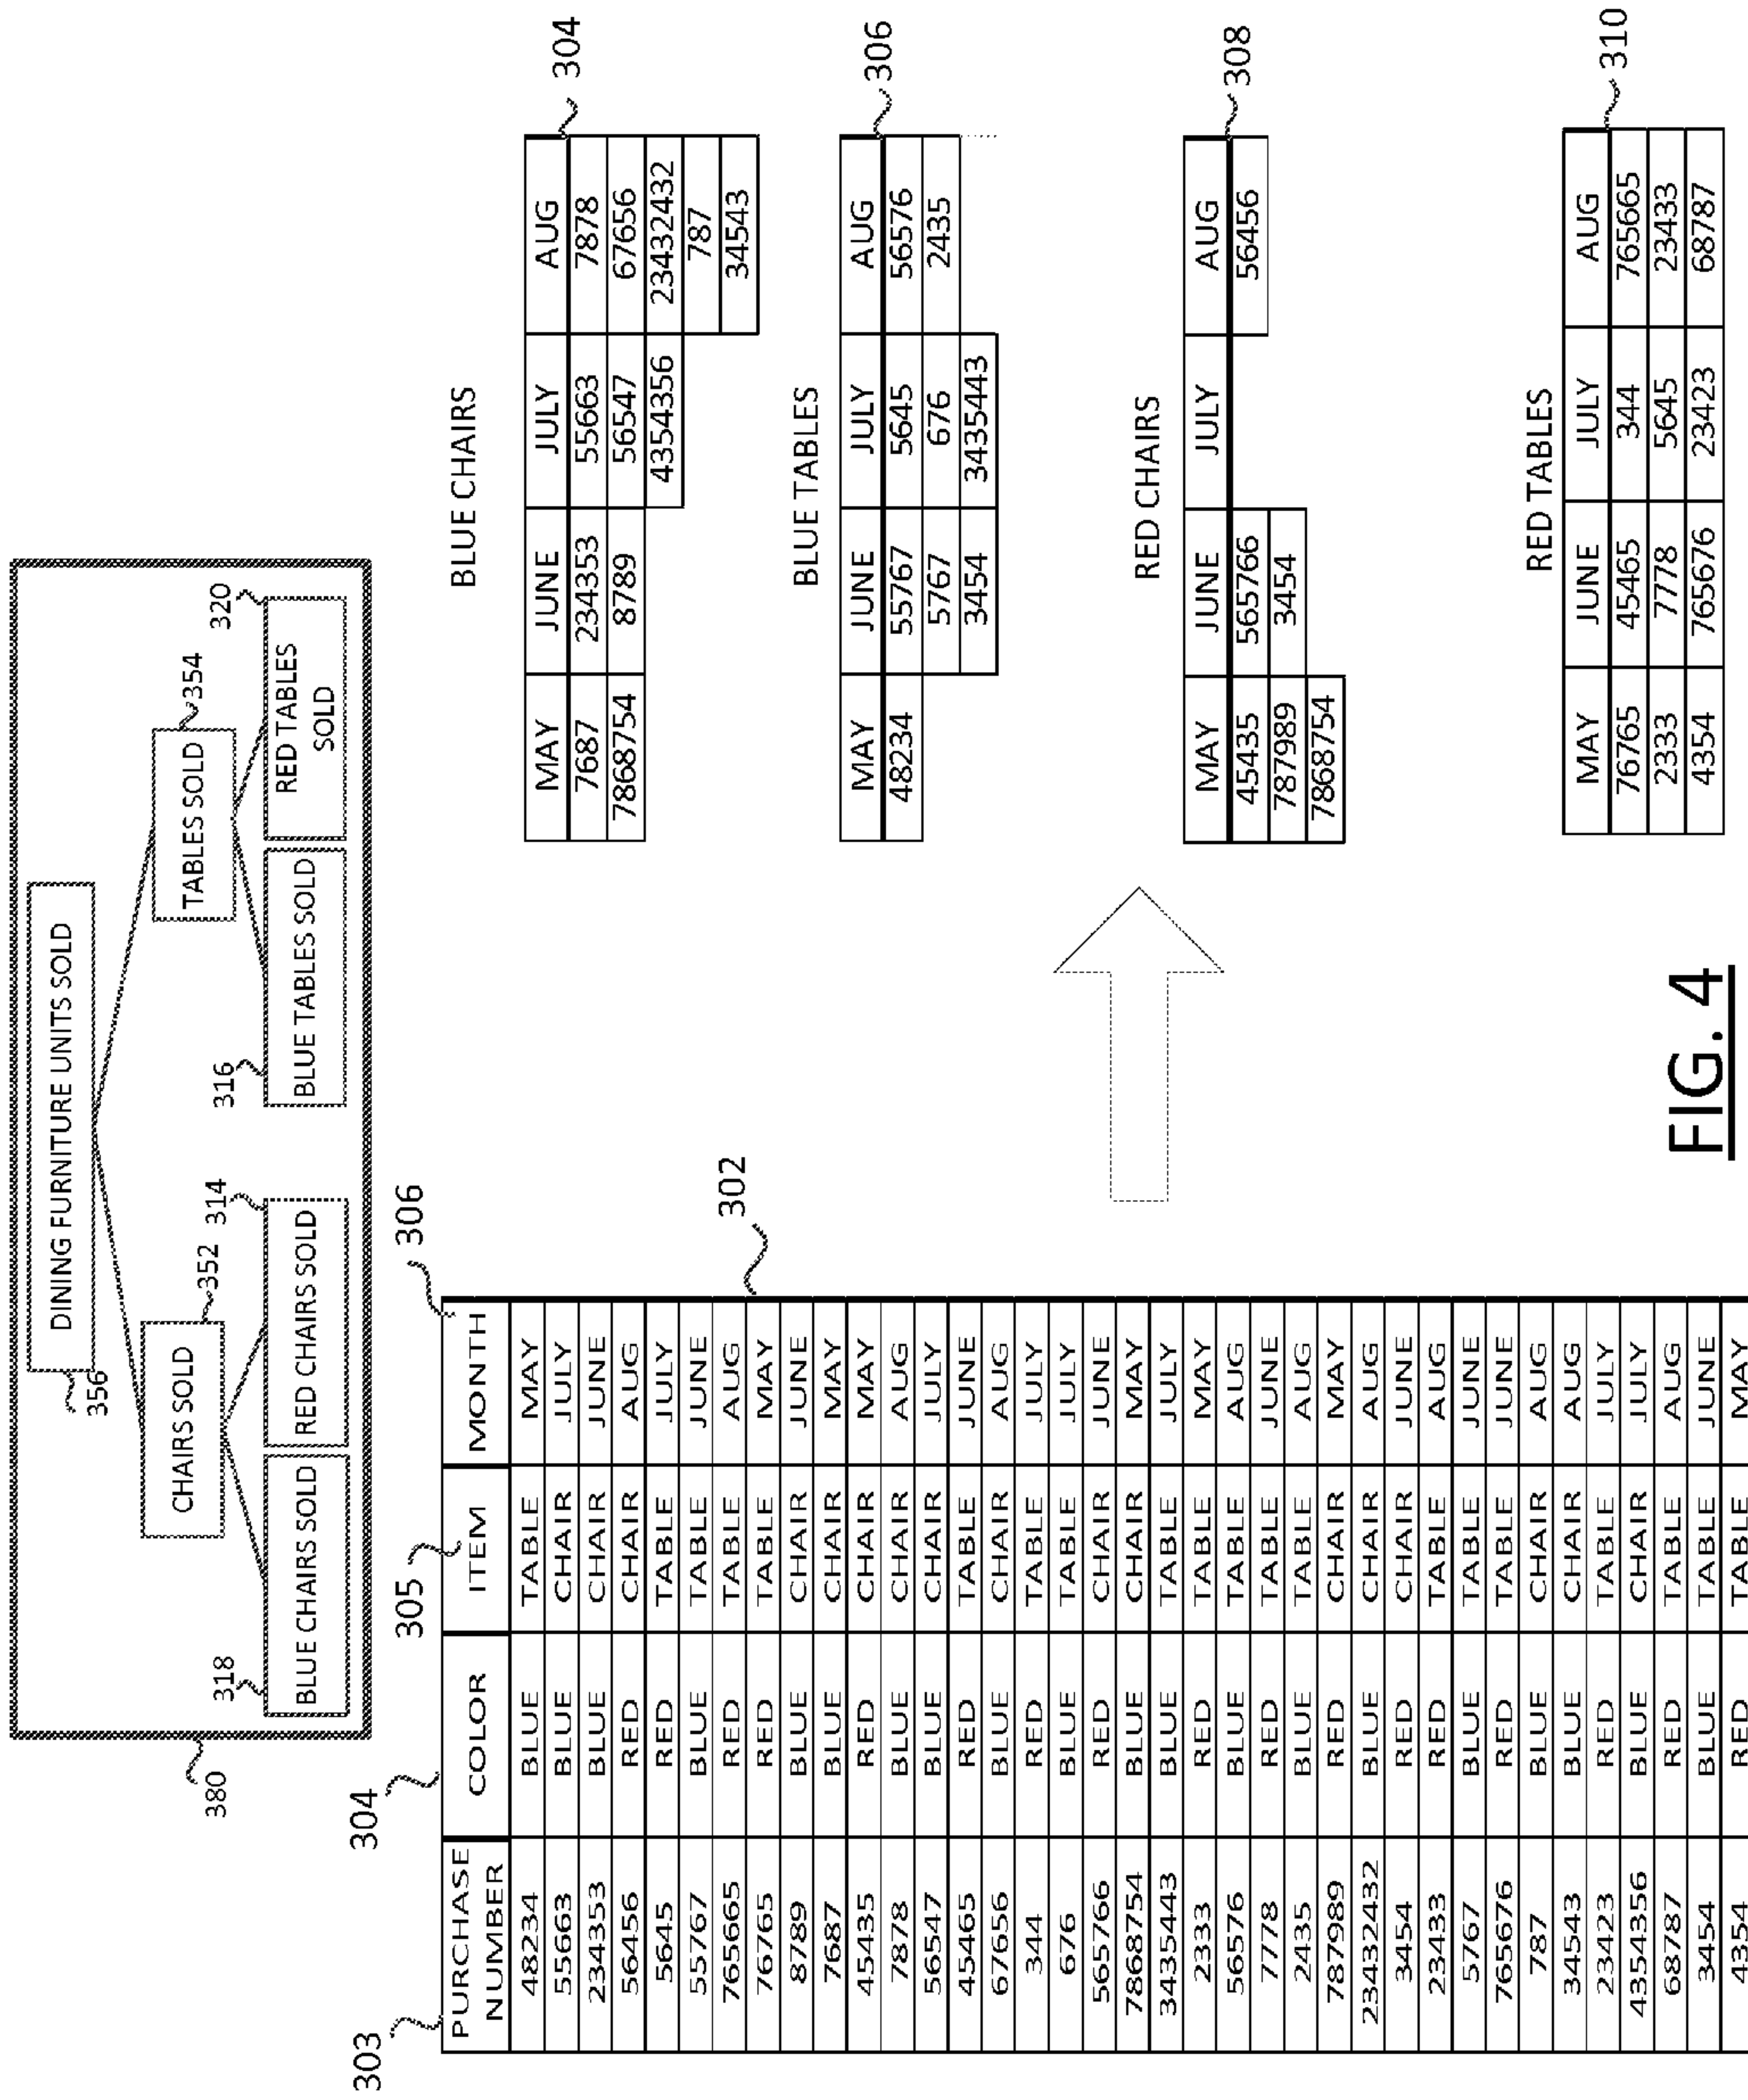 DINING FURNITURE UNITS SOLD
356
CHAIRS SOLD
352
TABLES SOLD
354
318
BLUE CHAIRS SOLD
RED CHAIRS SOLD
314
316
BLUE TABLES SOLD
RED TABLES
SOLD
320
380
303
304
305
306
PURCHASE NUMBER COLOR ITEM MONTH
48234 BLUE TABLE MAY
55663 BLUE CHAIR JULY
234353 BLUE CHAIR JUNE
56456 RED CHAIR AUG
5645 RED TABLE JULY
55767 BLUE TABLE JUNE
765665 RED TABLE AUG
76765 RED TABLE MAY
8789 BLUE CHAIR JUNE
7687 BLUE CHAIR MAY
45435 RED CHAIR MAY
7878 BLUE CHAIR AUG
56547 BLUE CHAIR JULY
45465 RED TABLE JUNE
67656 BLUE CHAIR AUG
344 RED TABLE JULY
676 BLUE TABLE JULY
565766 RED CHAIR JUNE
7868754 BLUE CHAIR MAY
3435443 BLUE TABLE JULY
2333 RED TABLE MAY
56576 BLUE TABLE AUG
7778 RED TABLE JUNE
2435 BLUE TABLE AUG
787989 RED CHAIR MAY
23432432 BLUE CHAIR AUG
3454 RED CHAIR JUNE
23433 RED TABLE AUG
5767 BLUE TABLE JUNE
765676 RED TABLE JUNE
787 BLUE CHAIR AUG
34543 BLUE CHAIR AUG
23423 RED TABLE JULY
4354356 BLUE CHAIR JULY
68787 RED TABLE AUG
3454 BLUE TABLE JUNE
4354 RED TABLE MAY
302
BLUE CHAIRS
304
MAY JUNE JULY AUG
7687 234353 55663 7878
7868754 8789 56547 67656
4354356 23432432
787
34543
BLUE TABLES
306
MAY JUNE JULY AUG
48234 55767 5645 56576
5767 676 2435
3454 3435443
RED CHAIRS
308
MAY JUNE JULY AUG
45435 565766 56456
787989 3454
7868754
RED TABLES
310
MAY JUNE JULY AUG
76765 45465 344 765665
2333 7778 5645 23433
4354 765676 23423 68787
FIG. 4